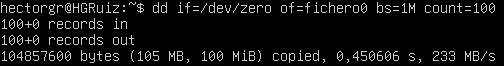 hectorgr@HGRuiz:~$ dd if=/dev/zero of=fichero0 bs=1M count=100
100+0 records in
100+0 records out
104857600 bytes (105 MB, 100 MiB) copied, 0,450606 s, 233 MB/s